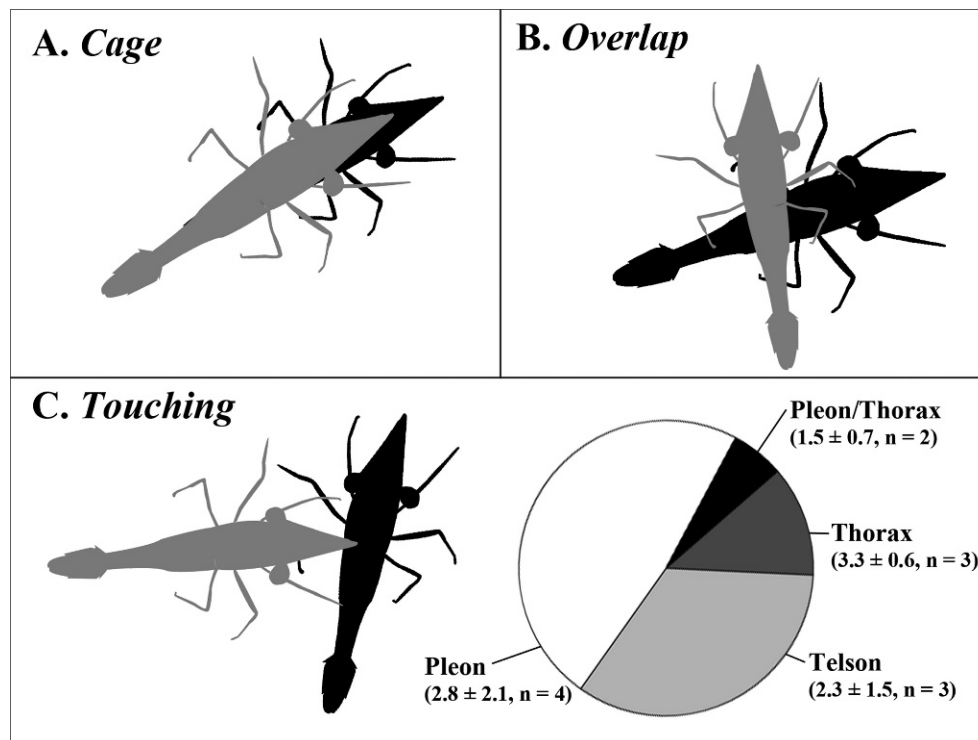 A. Cage
B. Overlap
C. Touching
Pleon/Thorax
(1.5 ± 0.7, n = 2)
Thorax
(3.3 ± 0.6, n = 3)
Telson
(2.3 ± 1.5, n = 3)
Pleon
(2.8 ± 2.1, n = 4)